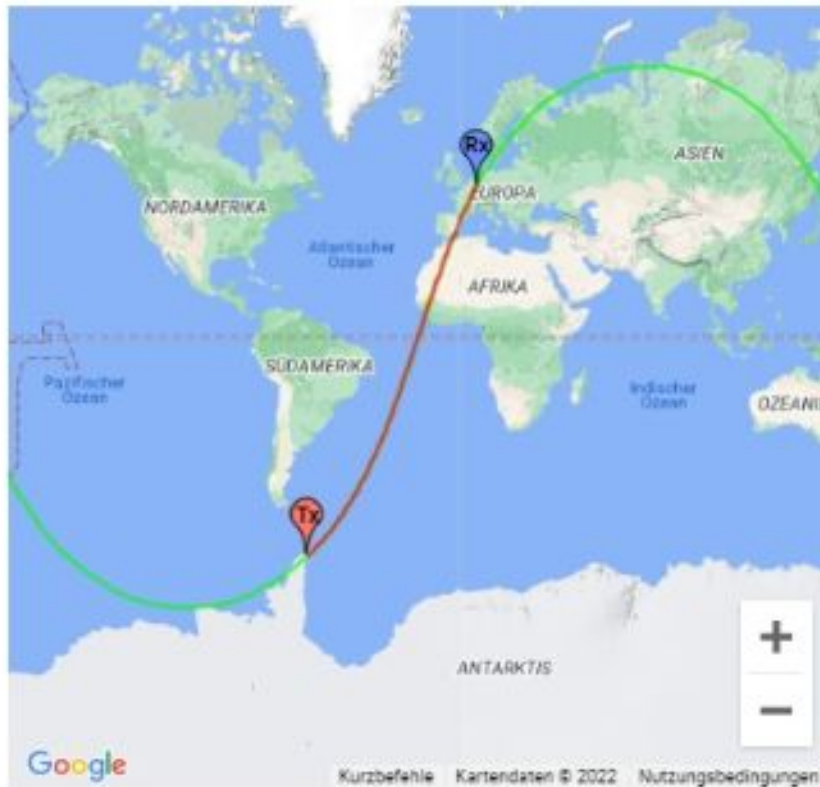 Rx
ASIEN
EUROPA
NORDAMERIKA
Atlantischer
Ozean
AFRIKA
SÜDAMERIKA
Pazifischer
Ozean
Indischer
Ozean
OZEANI
Tx
+
ANTARKTIS
−
Google
Kurzbefehle Kartendaten © 2022 Nutzungsbedingungen